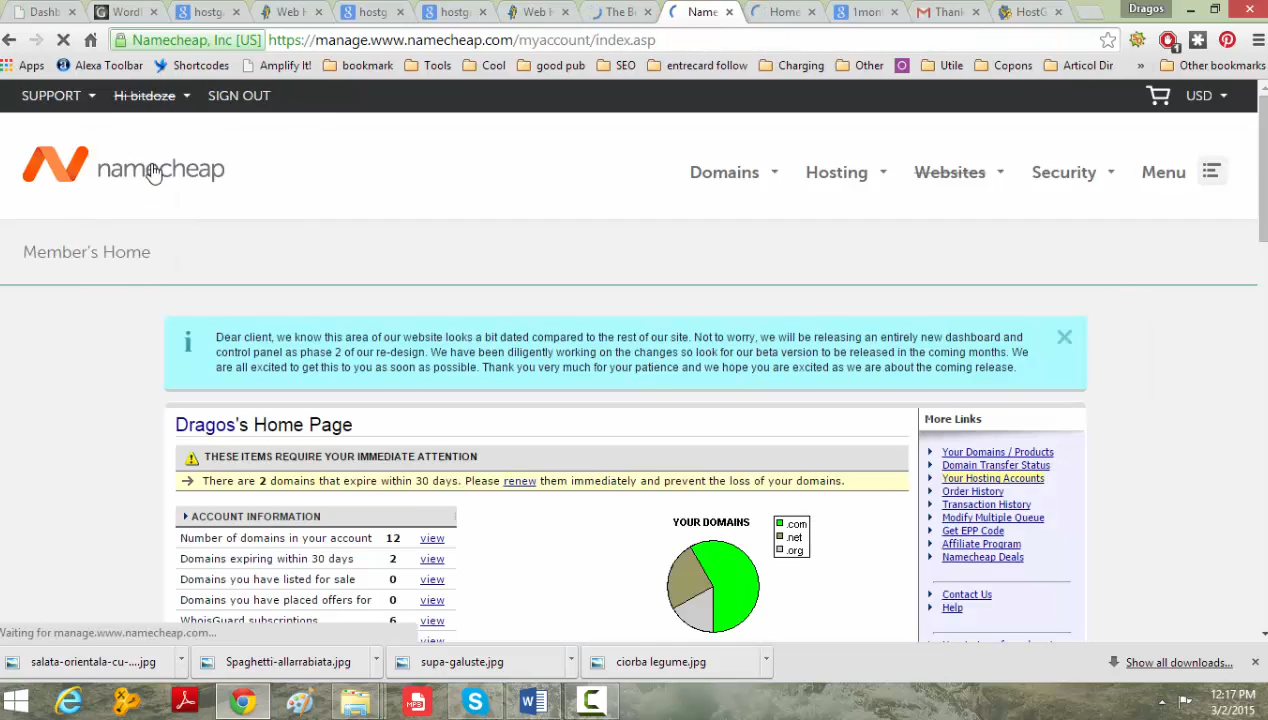 Dashb
WordI
hostg
Web H
hostg
hostg
Web H
The B
Name
Home
1mon
Thank
HostG
Dragos
Namecheap, Inc [US]
https://manage.www.namecheap.com/myaccount/index.asp
Apps
Alexa Toolbar
Shortcodes
Amplify It!
bookmark
Tools
Cool
good pub
SEO
entrecard follow
Charging
Other
Utile
Copons
Articol Dir
»
Other bookmarks
SUPPORT
Hi bitdoze
SIGN OUT
USD
namecheap
Domains
Hosting
Websites
Security
Menu
Member's Home
Dear client, we know this area of our website looks a bit dated compared to the rest of our site. Not to worry, we will be releasing an entirely new dashboard and
control panel as phase 2 of our re-design. We have been diligently working on the changes so look for our beta version to be released in the coming months. We
are all excited to get this to you as soon as possible. Thank you very much for your patience and we hope you are excited as we are about the coming release.
Dragos's Home Page
THESE ITEMS REQUIRE YOUR IMMEDIATE ATTENTION
There are 2 domains that expire within 30 days. Please renew them immediately and prevent the loss of your domains.
ACCOUNT INFORMATION
Number of domains in your account 12 view
Domains expiring within 30 days 2 view
Domains you have listed for sale 0 view
Domains you have placed offers for 0 view
WhoisGuard subscriptions 6 view
view
YOUR DOMAINS
.com
.net
.org
More Links
Your Domains / Products
Domain Transfer Status
Your Hosting Accounts
Order History
Transaction History
Modify Multiple Queue
Get EPP Code
Affiliate Program
Namecheap Deals
Contact Us
Help
Waiting for manage.www.namecheap.com...
salata-orientala-cu-....jpg
Spaghetti-allarrabiata.jpg
supa-galuste.jpg
ciorba legume.jpg
Show all downloads...
12:17 PM
3/2/2015